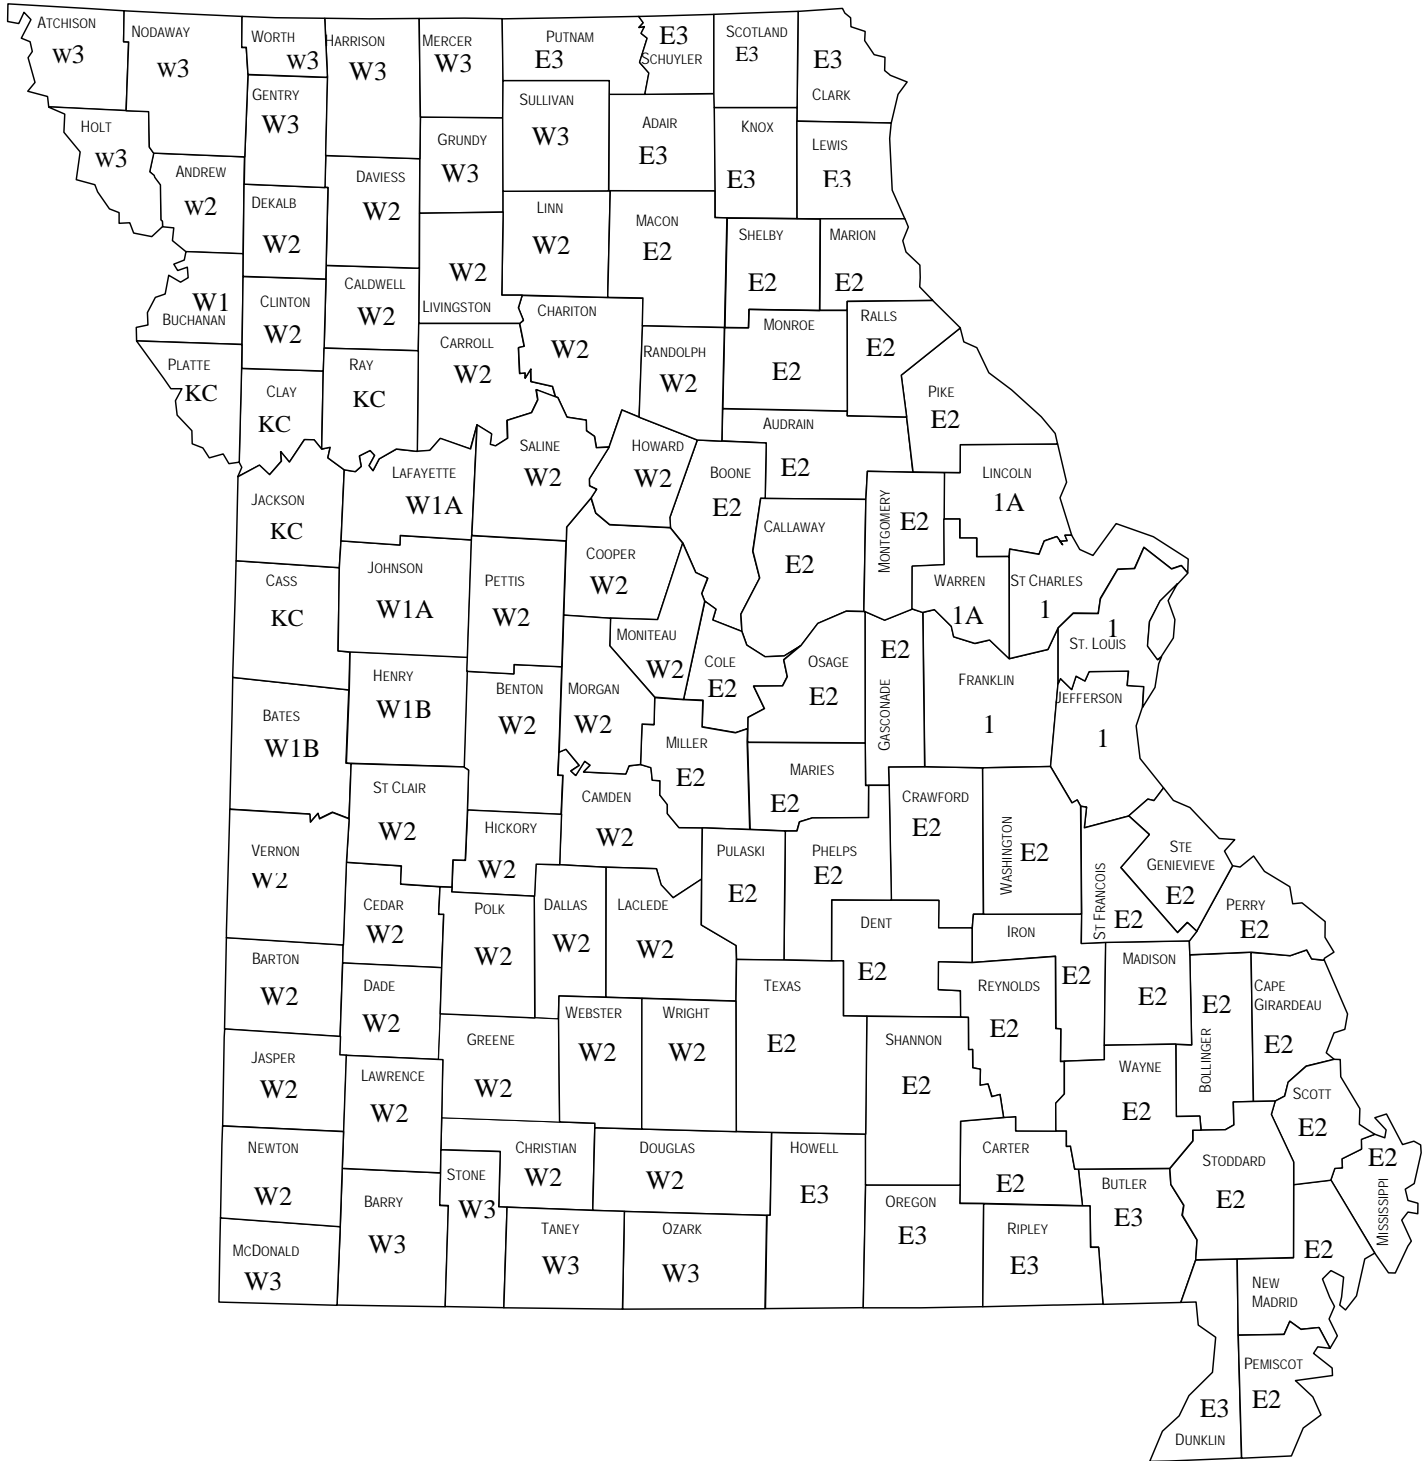 ATCHISON
w3
NODAWAY
w3
WORTH
w3
HARRISON
W3
MERCER
W3
PUTNAM
E3
E3
SCHUYLER
SCOTLAND
E3
E3
CLARK
HOLT
w3
GENTRY
W3
GRUNDY
W3
SULLIVAN
W3
ADAIR
E3
KNOX
E3
LEWIS
E3
ANDREW
w2
DEKALB
W2
DAVIESS
W2
W2
LIVINGSTON
LINN
W2
MACON
E2
SHELBY
E2
MARION
E2
W1
BUCHANAN
CLINTON
W2
CALDWELL
W2
CARROLL
W2
CHARITON
W2
RANDOLPH
W2
MONROE
E2
RALLS
E2
PLATTE
KC
CLAY
KC
RAY
KC
PIKE
E2
AUDRAIN
E2
JACKSON
KC
LAFAYETTE
W1A
SALINE
W2
HOWARD
W2
BOONE
E2
CALLAWAY
E2
MONTGOMERY
E2
LINCOLN
1A
CASS
KC
JOHNSON
W1A
PETTIS
W2
COOPER
W2
WARREN
1A
ST CHARLES
1
1
ST. LOUIS
MONITEAU
W2
COLE
E2
OSAGE
E2
E2
GASCONADE
FRANKLIN
1
JEFFERSON
1
BATES
W1B
HENRY
W1B
BENTON
W2
MORGAN
W2
MILLER
E2
MARIES
E2
ST CLAIR
W2
HICKORY
W2
CAMDEN
W2
PULASKI
E2
PHELPS
E2
CRAWFORD
E2
WASHINGTON
E2
ST FRANCOIS
E2
STE
GENIEVIEVE
E2
PERRY
E2
VERNON
W2
CEDAR
W2
POLK
W2
DALLAS
W2
LACLEDE
W2
DENT
E2
IRON
E2
MADISON
E2
BARTON
W2
DADE
W2
TEXAS
E2
REYNOLDS
E2
E2
BOLLINGER
CAPE
GIRARDEAU
E2
JASPER
W2
LAWRENCE
W2
GREENE
W2
WEBSTER
W2
WRIGHT
W2
SHANNON
E2
WAYNE
E2
SCOTT
E2
NEWTON
W2
BARRY
W3
STONE
W3
CHRISTIAN
W2
DOUGLAS
W2
HOWELL
E3
CARTER
E2
BUTLER
E3
STODDARD
E2
E2
MISSISSIPPI
MCDONALD
W3
TANEY
W3
OZARK
W3
OREGON
E3
RIPLEY
E3
E2
NEW
MADRID
PEMISCOT
E2
E3
DUNKLIN